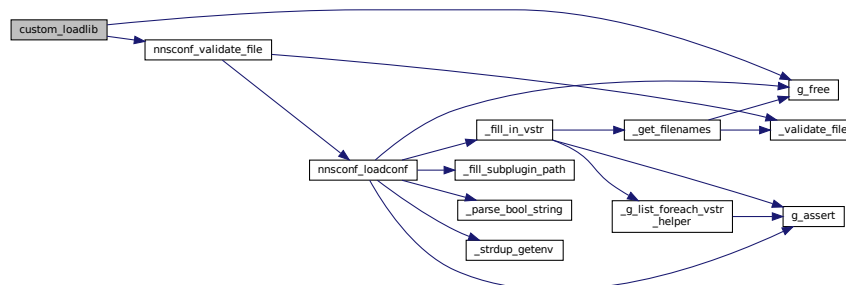 custom_loadlib
nnsconf_validate_file
g_free
_fill_in_vstr
_get_filenames
_validate_file
nnsconf_loadconf
_fill_subplugin_path
_parse_bool_string
_g_list_foreach_vstr
_helper
g_assert
_strdup_getenv